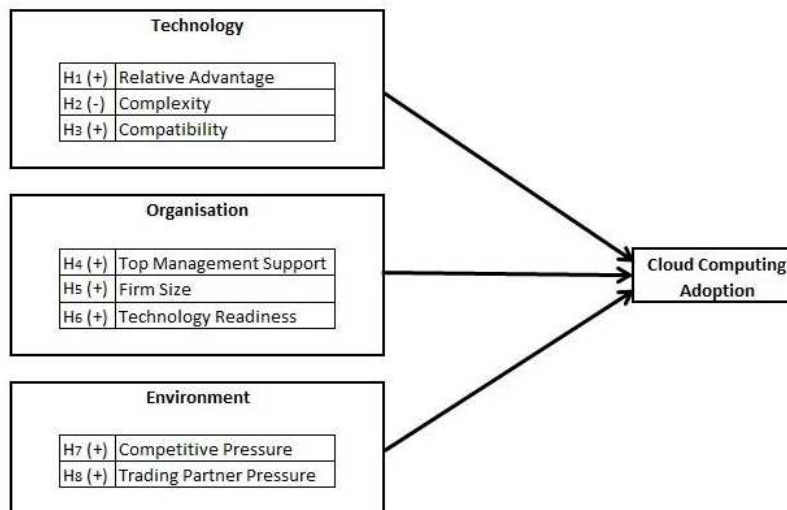 Technology
H1 (+) Relative Advantage
H2 (-) Complexity
H3 (+) Compatibility
Organisation
H4 (+) Top Management Support
H5 (+) Firm Size
H6 (+) Technology Readiness
Cloud Computing
Adoption
Environment
H7 (+) Competitive Pressure
H8 (+) Trading Partner Pressure